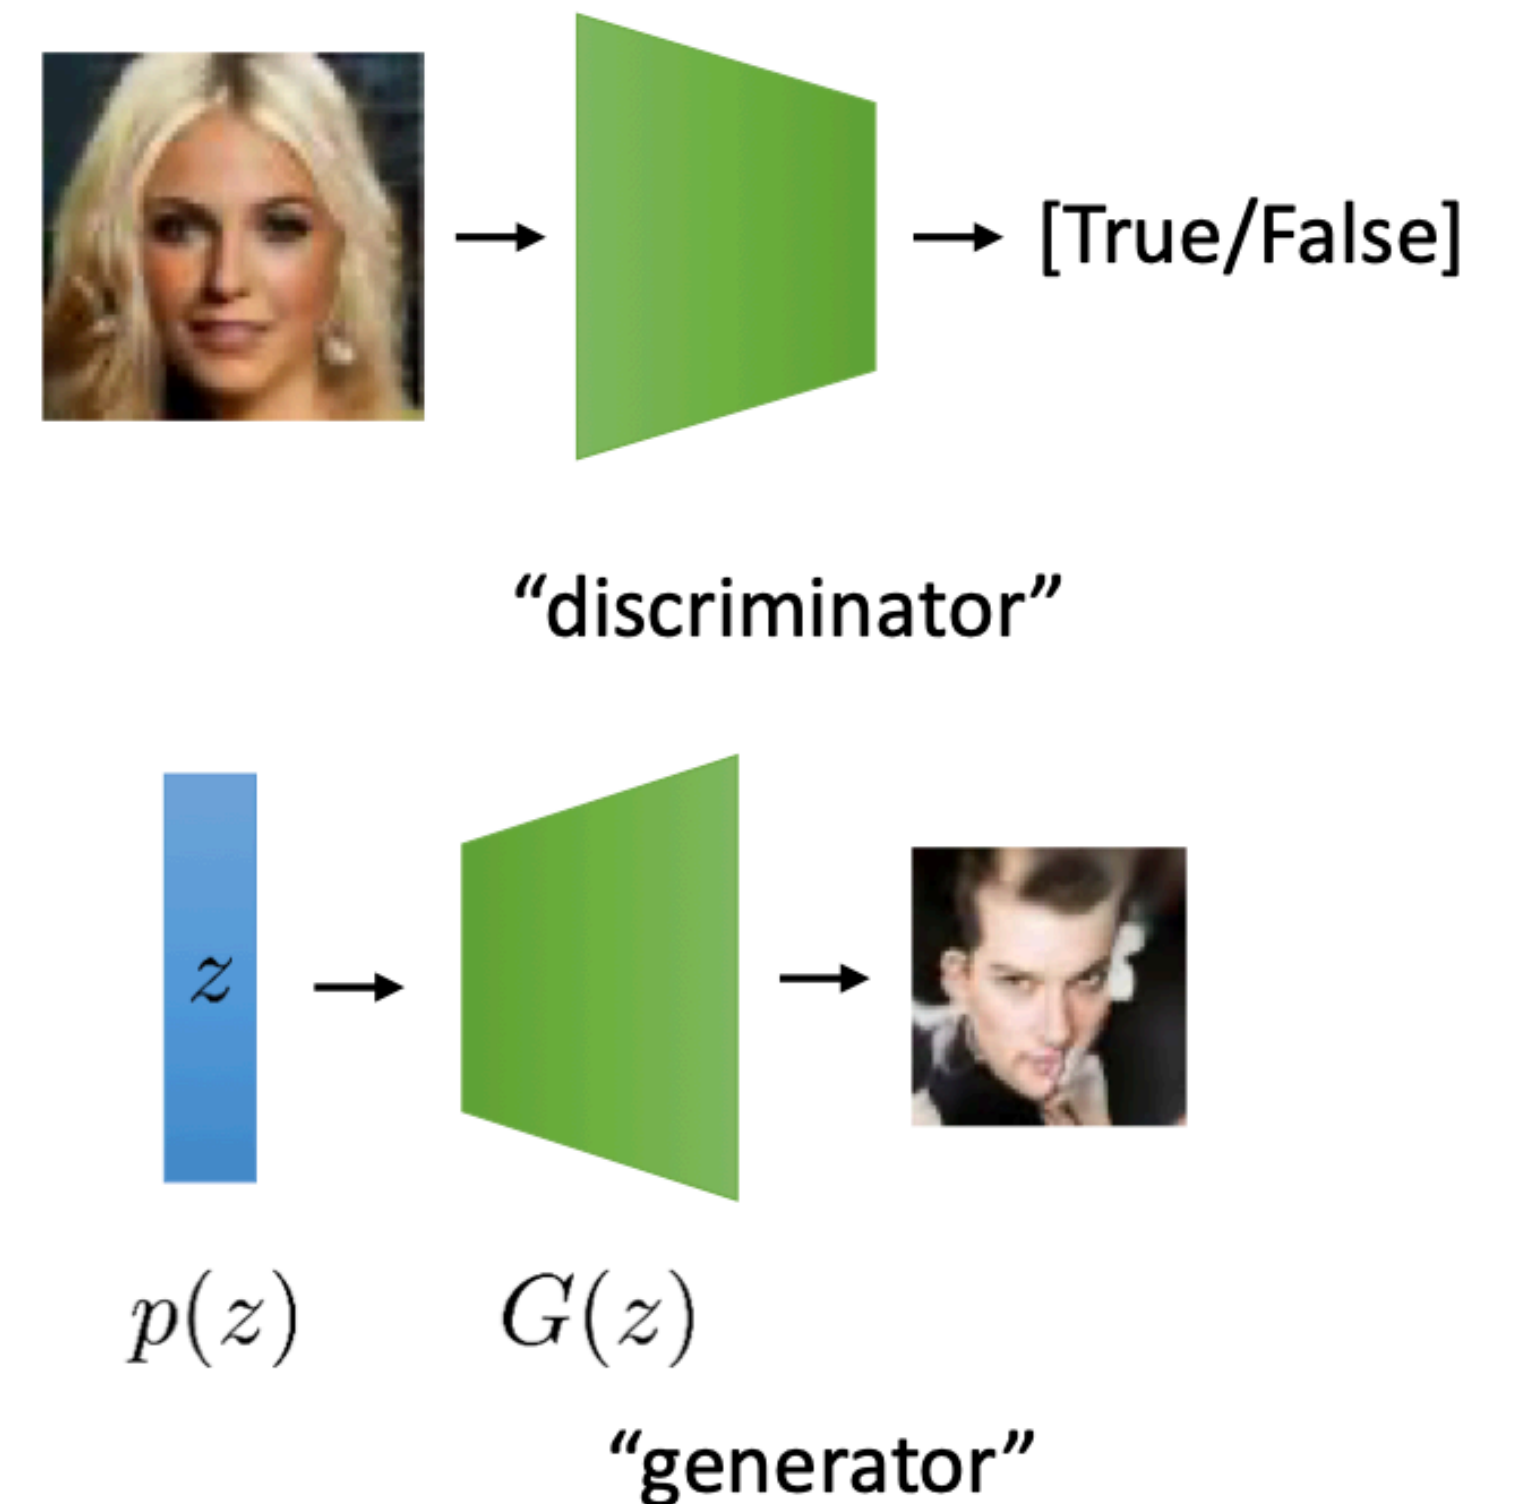 [True/False]
“discriminator”
z
p(z) G(z)
“generator”